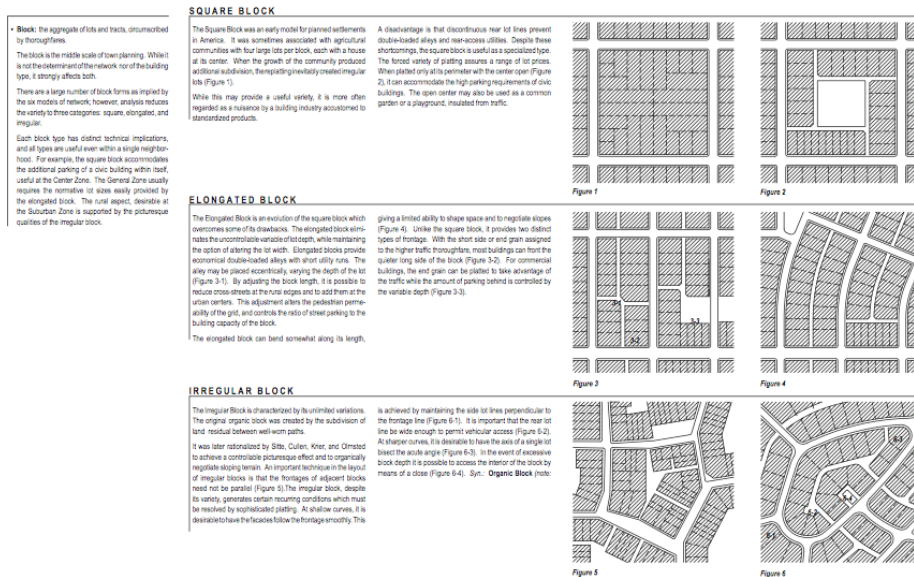 • Block: the aggregate of lots and tracts, circumscribed
by thoroughfares.
The block is the middle scale of town planning. While it
is not the determinant of the network nor of the building
type, it strongly affects both.
There are a large number of block forms as implied by
the six models of network; however, analysis reduces
the variety to three categories: square, elongated, and
irregular.
Each block type has distinct technical implications,
and all types are useful even within a single neighbor-
hood. For example, the square block accommodates
the additional parking of a civic building within itself,
useful at the Center Zone. The General Zone usually
requires the normative lot sizes easily provided by
the elongated block. The rural aspect, desirable at
the Suburban Zone is supported by the picturesque
qualities of the irregular block.
SQUARE BLOCK
The Square Block was an early model for planned settlements
in America. It was sometimes associated with agricultural
communities with four large lots per block, each with a house
at its center. When the growth of the community produced
additional subdivision, the replatting inevitably created irregular
lots (Figure 1).
While this may provide a useful variety, it is more often
regarded as a nuisance by a building industry accustomed to
standardized products.
A disadvantage is that discontinuous rear lot lines prevent
double-loaded alleys and rear-access utilities. Despite these
shortcomings, the square block is useful as a specialized type.
The forced variety of platting assures a range of lot prices.
When platted only at its perimeter with the center open (Figure
2), it can accommodate the high parking requirements of civic
buildings. The open center may also be used as a common
garden or a playground, insulated from traffic.
Figure 1
Figure 2
ELONGATED BLOCK
The Elongated Block is an evolution of the square block which
overcomes some of its drawbacks. The elongated block elimi-
nates the uncontrollable variable of lot depth, while maintaining
the option of altering the lot width. Elongated blocks provide
economical double-loaded alleys with short utility runs. The
alley may be placed eccentrically, varying the depth of the lot
(Figure 3-1). By adjusting the block length, it is possible to
reduce cross-streets at the rural edges and to add them at the
urban centers. This adjustment alters the pedestrian perme-
ability of the grid, and controls the ratio of street parking to the
building capacity of the block.
The elongated block can bend somewhat along its length,
giving a limited ability to shape space and to negotiate slopes
(Figure 4). Unlike the square block, it provides two distinct
types of frontage. With the short side or end grain assigned
to the higher traffic thoroughfare, most buildings can front the
quieter long side of the block (Figure 3-2). For commercial
buildings, the end grain can be platted to take advantage of
the traffic while the amount of parking behind is controlled by
the variable depth (Figure 3-3).
3-1
3-2
3-3
Figure 3
Figure 4
IRREGULAR BLOCK
The Irregular Block is characterized by its unlimited variations.
The original organic block was created by the subdivision of
land residual between well-worn paths.
It was later rationalized by Sitte, Cullen, Krier, and Olmsted
to achieve a controllable picturesque effect and to organically
negotiate sloping terrain. An important technique in the layout
of irregular blocks is that the frontages of adjacent blocks
need not be parallel (Figure 5).The irregular block, despite
its variety, generates certain recurring conditions which must
be resolved by sophisticated platting. At shallow curves, it is
desirable to have the facades follow the frontage smoothly. This
is achieved by maintaining the side lot lines perpendicular to
the frontage line (Figure 6-1). It is important that the rear lot
line be wide enough to permit vehicular access (Figure 6-2).
At sharper curves, it is desirable to have the axis of a single lot
bisect the acute angle (Figure 6-3). In the event of excessive
block depth it is possible to access the interior of the block by
means of a close (Figure 6-4). Syn.: Organic Block (note:
6-3
6-4
6-2
6-1
Figure 5
Figure 6